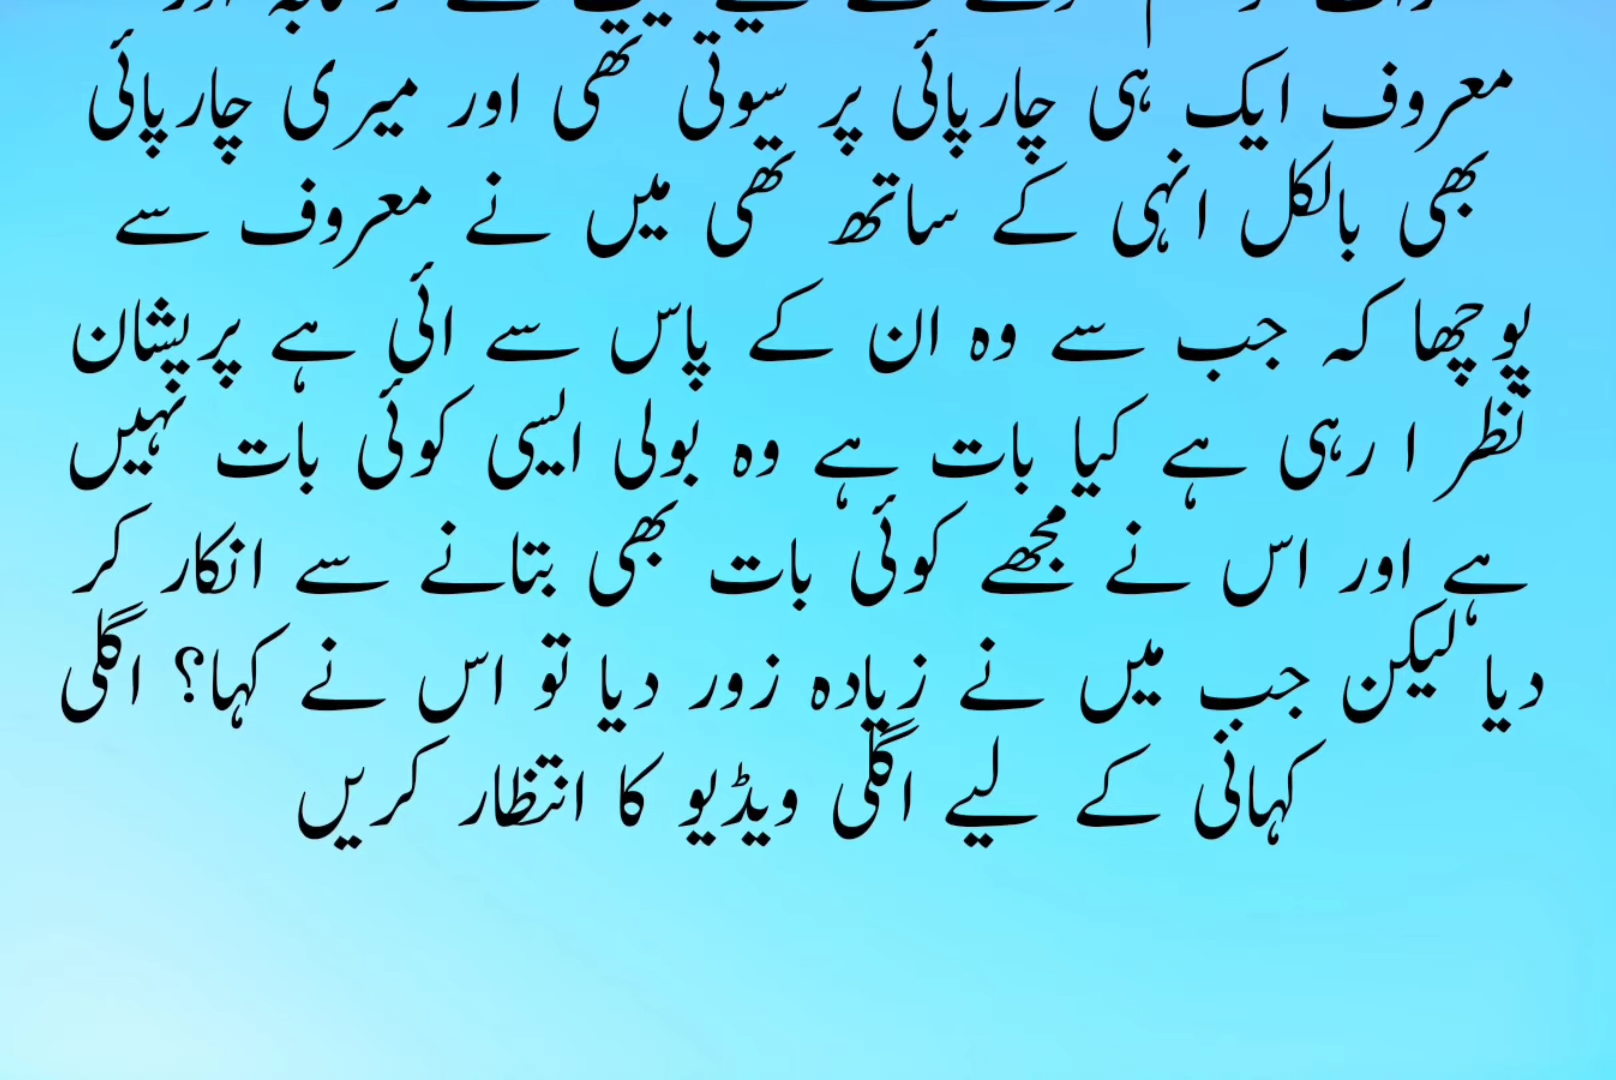 معروف ایک ہی چارپائی پر سوتی تھی اور میری چارپائی
بھی بالکل انہی کے ساتھ تھی میں نے معروف سے
پوچھا کہ جب سے وہ ان کے پاس سے ائی ہے پریشان
نظر ا رہی ہے کیا بات ہے وہ بولی ایسی کوئی بات نہیں
ہے اور اس نے مجھے کوئی بات بھی بتانے سے انکار کر
دیا لیکن جب میں نے زیادہ زور دیا تو اس نے کہا؟ اگلی
کہانی کے لیے اگلی ویڈیو کا انتظار کریں